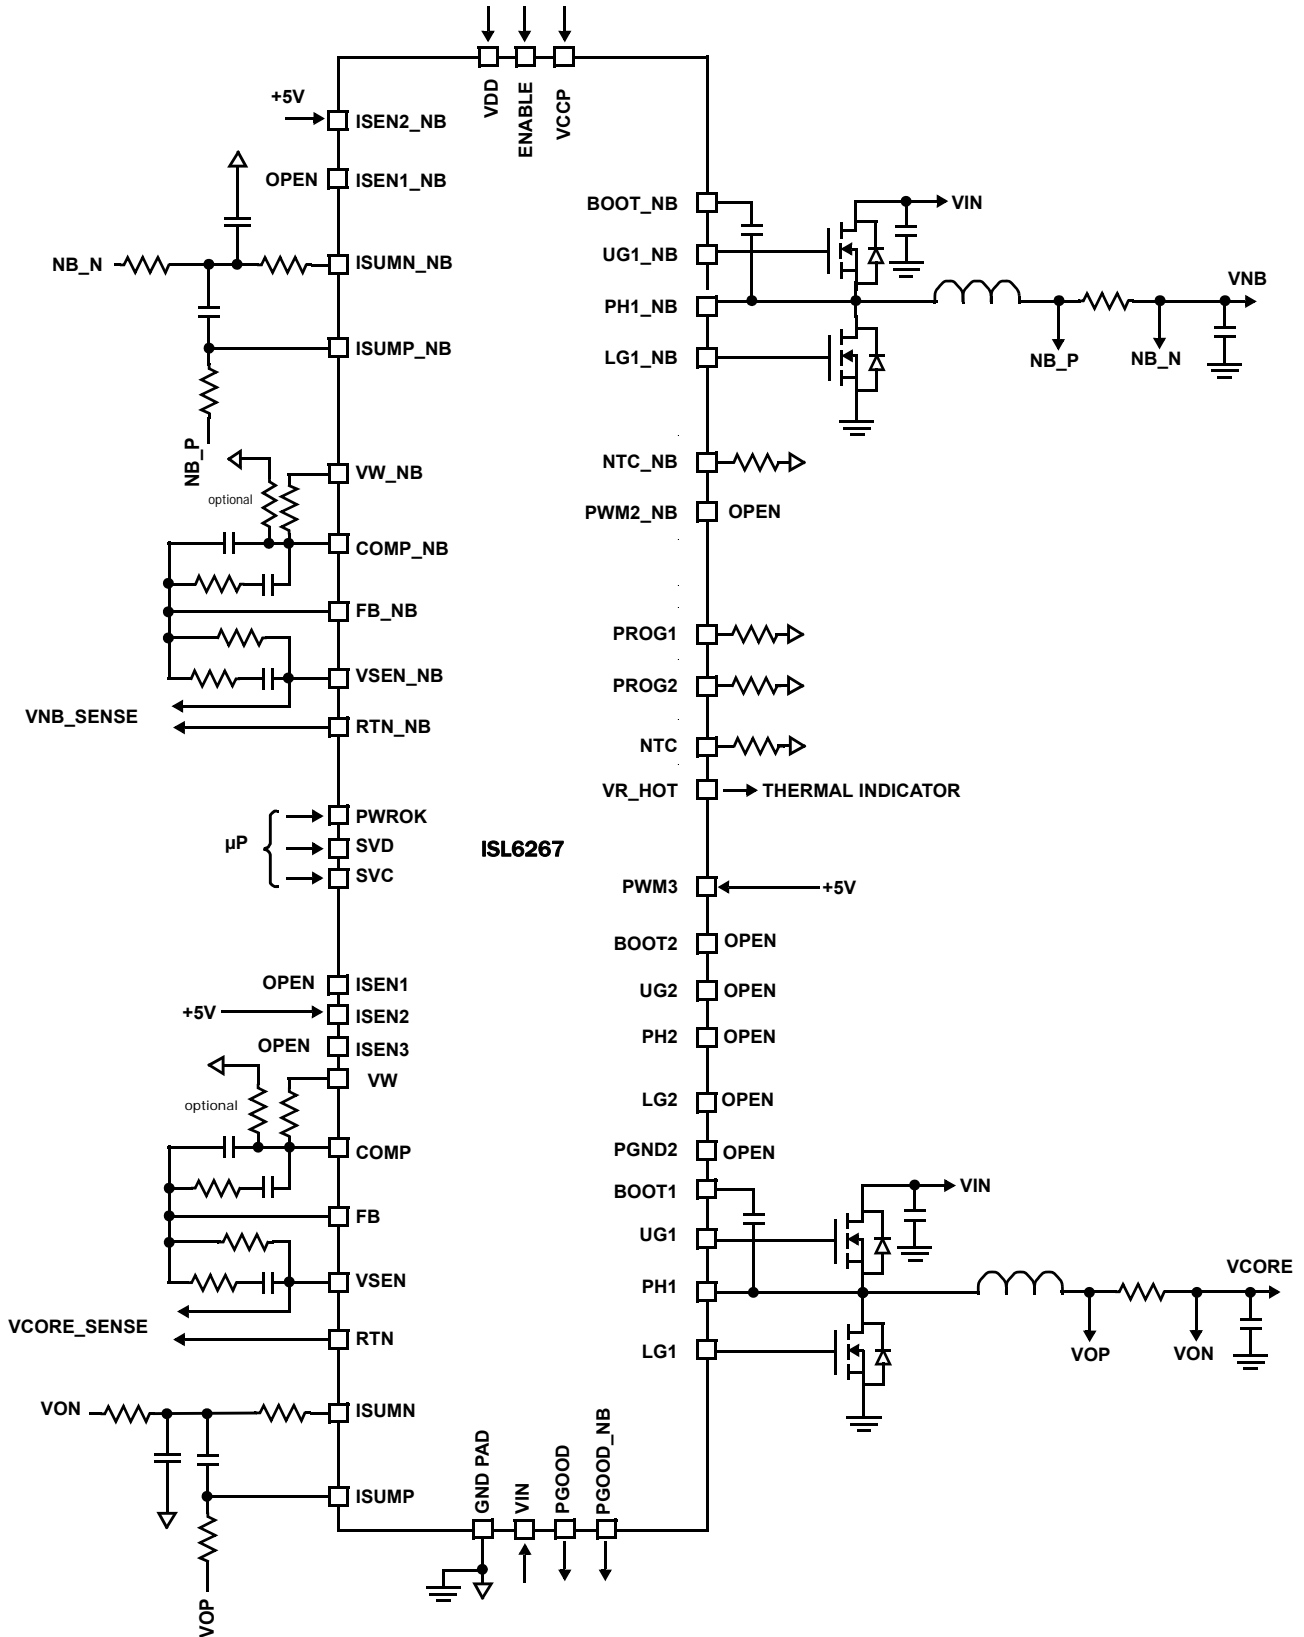 VDD
ENABLE
VCCP
+5V
ISEN2_NB
OPEN
ISEN1_NB
NB_N
ISUMN_NB
ISUMP_NB
NB_P
VW_NB
optional
COMP_NB
FB_NB
VSEN_NB
VNB_SENSE
RTN_NB
µP
PWROK
SVD
SVC
ISL6267
OPEN
ISEN1
+5V
ISEN2
OPEN
ISEN3
VW
optional
COMP
FB
VSEN
VCORE_SENSE
RTN
VON
ISUMN
ISUMP
VOP
BOOT_NB
VIN
UG1_NB
PH1_NB
VNB
LG1_NB
NB_P
NB_N
NTC_NB
PWM2_NB
OPEN
PROG1
PROG2
NTC
VR_HOT
THERMAL INDICATOR
PWM3
+5V
BOOT2
OPEN
UG2
OPEN
PH2
OPEN
LG2
OPEN
PGND2
OPEN
BOOT1
VIN
UG1
PH1
VCORE
LG1
VOP
VON
GND PAD
VIN
PGOOD
PGOOD_NB